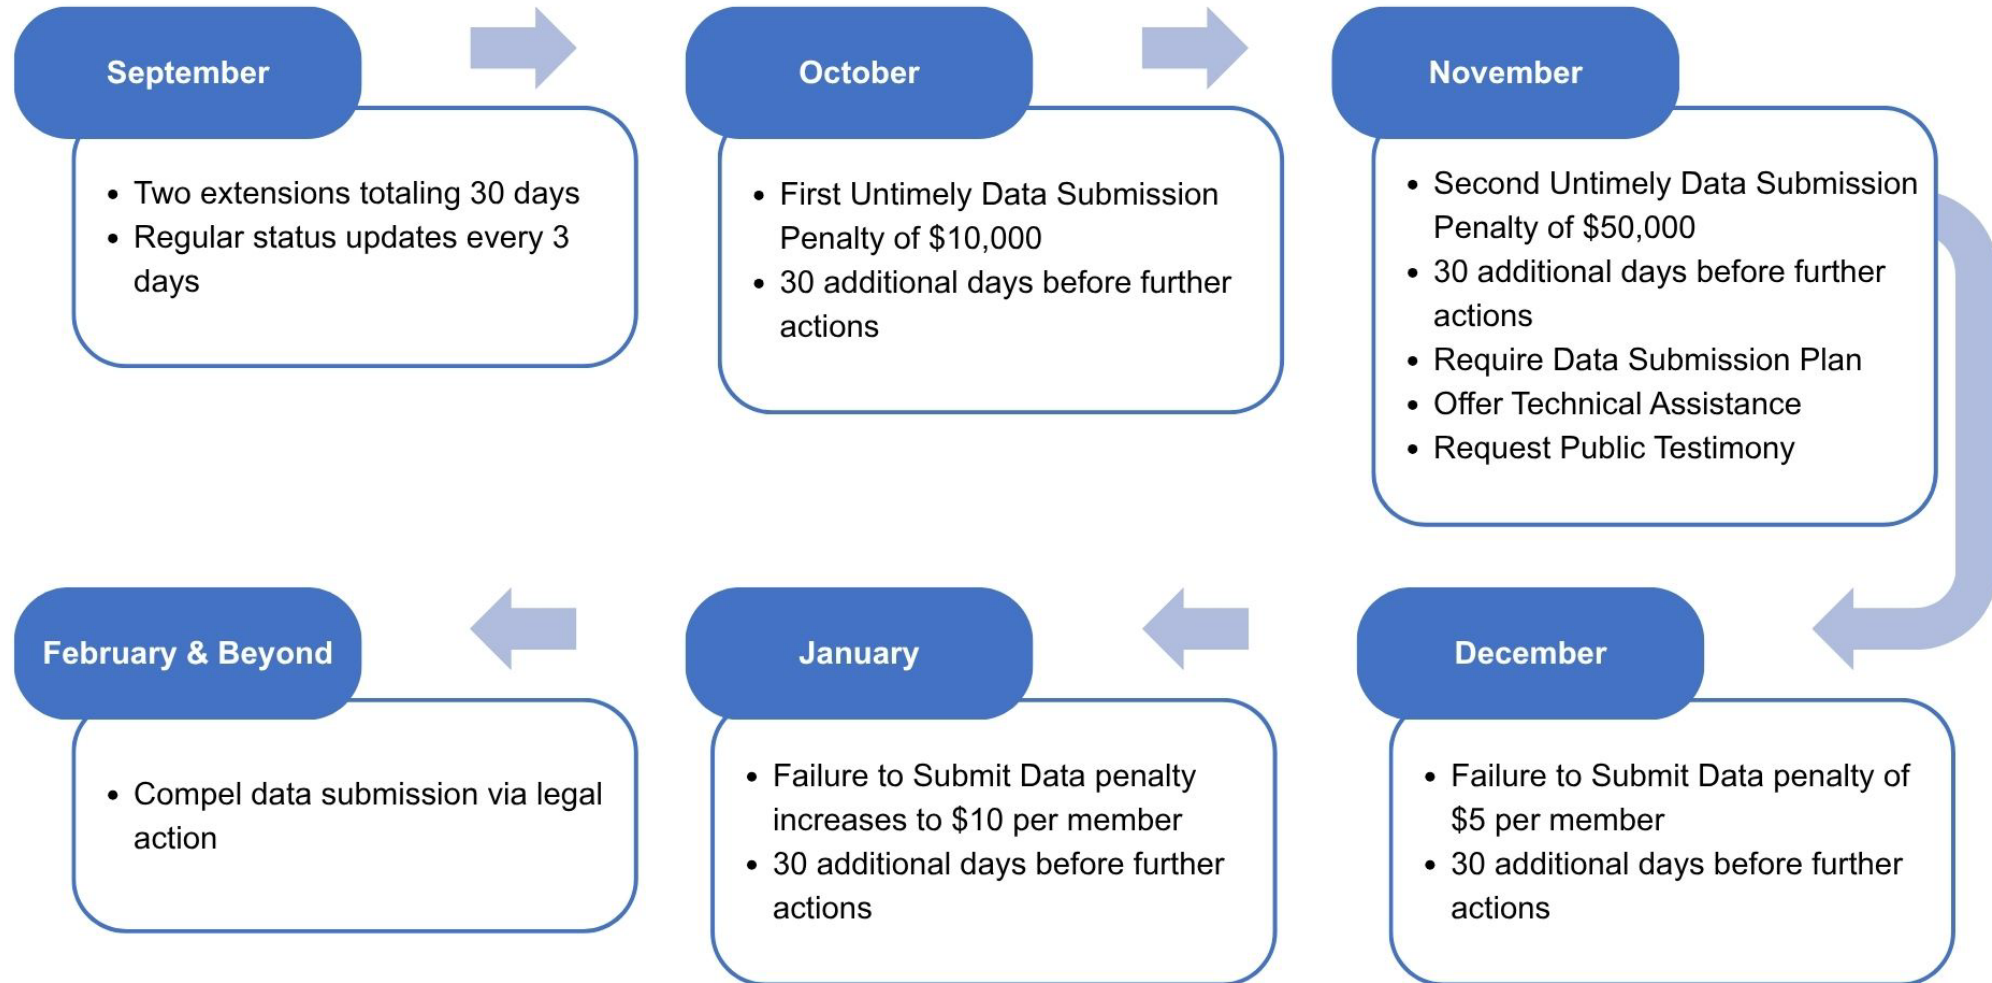 September
• Two extensions totaling 30 days
• Regular status updates every 3
days
October
• First Untimely Data Submission
Penalty of $10,000
• 30 additional days before further
actions
November
• Second Untimely Data Submission
Penalty of $50,000
• 30 additional days before further
actions
• Require Data Submission Plan
• Offer Technical Assistance
• Request Public Testimony
December
• Failure to Submit Data penalty of
$5 per member
• 30 additional days before further
actions
January
• Failure to Submit Data penalty
increases to $10 per member
• 30 additional days before further
actions
February & Beyond
• Compel data submission via legal
action